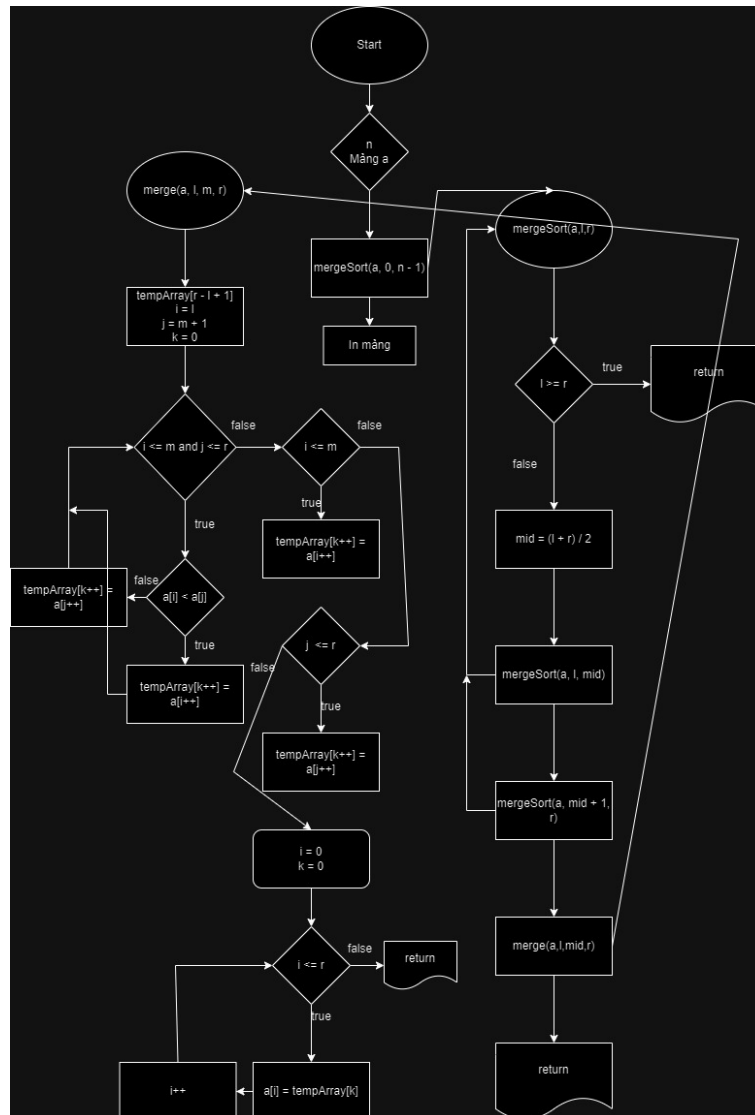 Start
n
Mảng a
mergeSort(a, 0, n - 1)
In mảng
merge(a, l, m, r)
tempArray[r - l + 1]
i = l
j = m + 1
k = 0
i <= m and j <= r
false
true
i <= m
false
true
tempArray[k++] =
a[i++]
a[i] < a[j]
false
true
tempArray[k++] =
a[j++]
tempArray[k++] =
a[i++]
j <= r
false
true
tempArray[k++] =
a[j++]
i = 0
k = 0
i <= r
false
true
return
a[i] = tempArray[k]
i++
mergeSort(a,l,r)
l >= r
true
return
false
mid = (l + r) / 2
mergeSort(a, l, mid)
mergeSort(a, mid + 1,
r)
merge(a,l,mid,r)
return